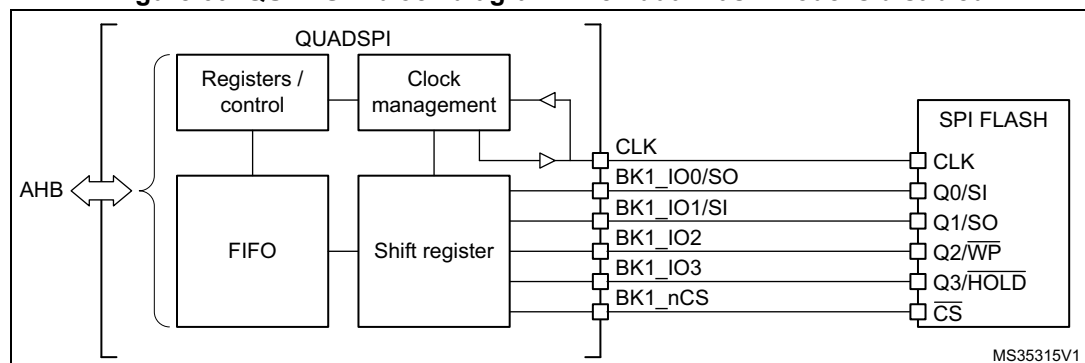 QUADSPI
Registers /
control
Clock
management
SPI FLASH
CLK
CLK
BK1_IO0/SO
Q0/SI
AHB
BK1_IO1/SI
Q1/SO
FIFO
Shift register
BK1_IO2
Q2/WP
BK1_IO3
Q3/HOLD
BK1_nCS
CS
MS35315V1